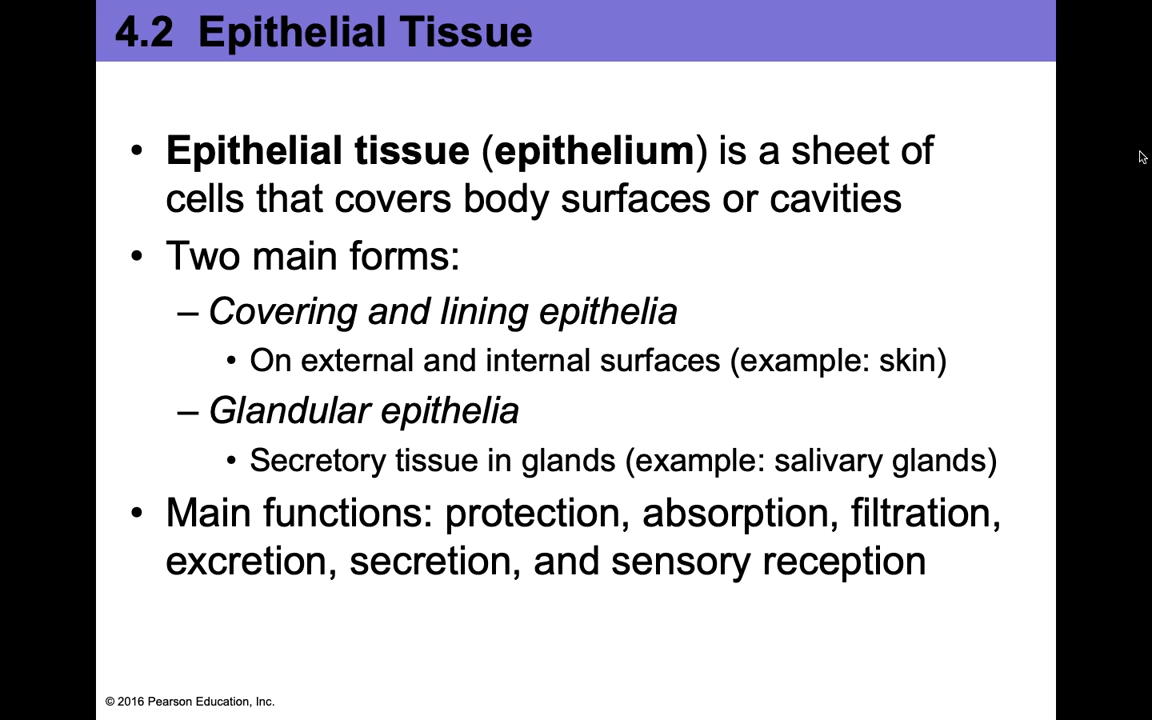 4.2 Epithelial Tissue
• Epithelial tissue (epithelium) is a sheet of
cells that covers body surfaces or cavities
• Two main forms:
– Covering and lining epithelia
• On external and internal surfaces (example: skin)
– Glandular epithelia
• Secretory tissue in glands (example: salivary glands)
• Main functions: protection, absorption, filtration,
excretion, secretion, and sensory reception
© 2016 Pearson Education, Inc.